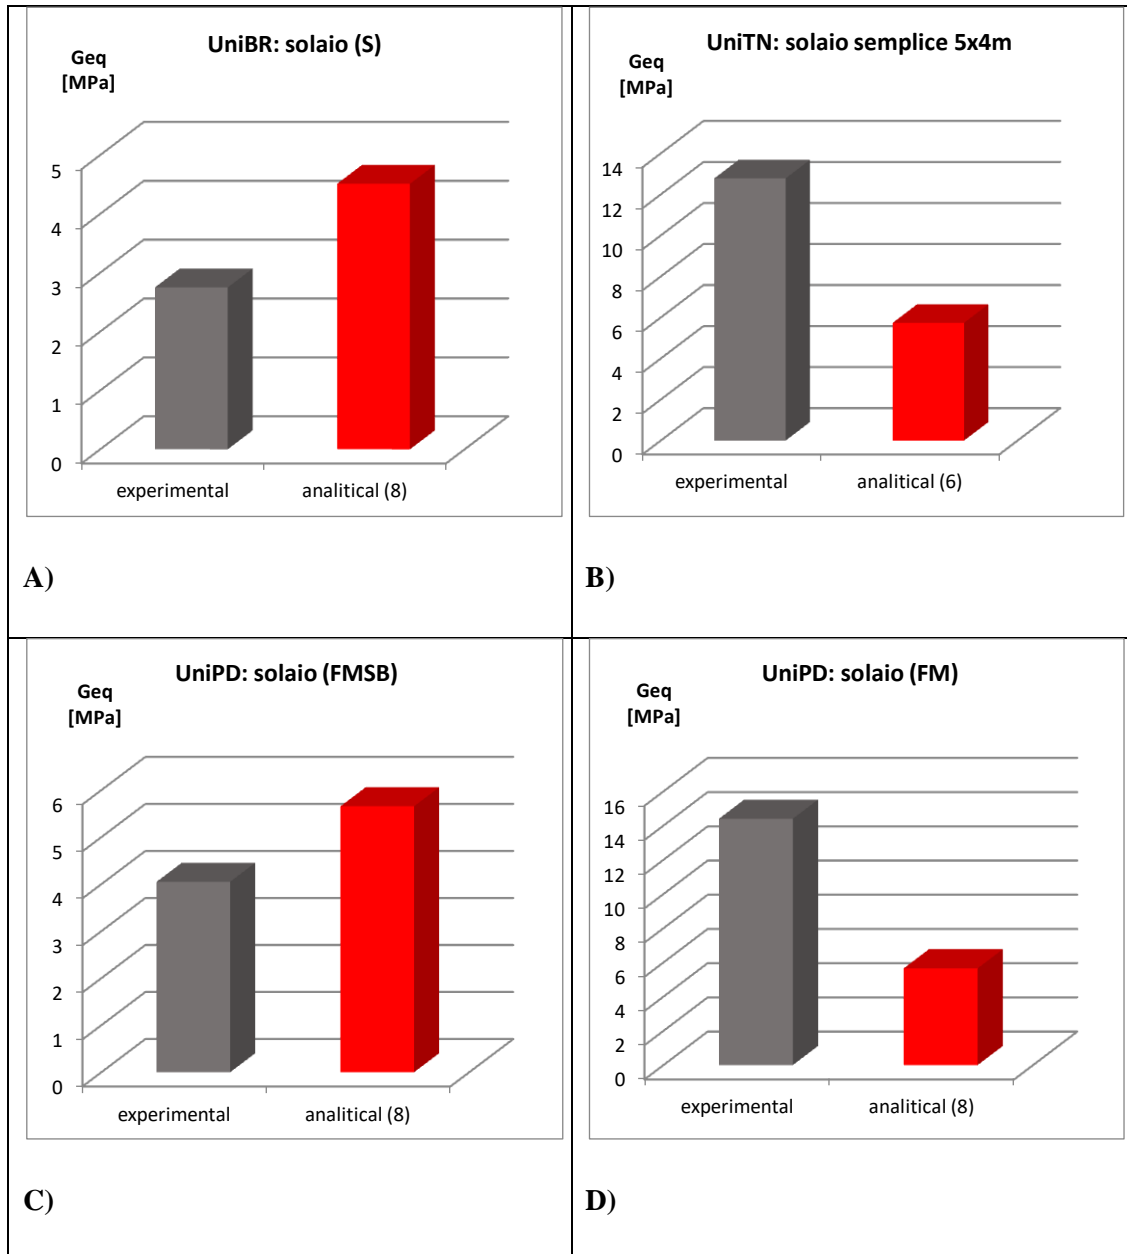 UniBR: solaio (S)
Geq
[MPa]
5
4
3
2
1
0
experimental
analitical (8)
A)
UniTN: solaio semplice 5x4m
Geq
[MPa]
14
12
10
8
6
4
2
0
experimental
analitical (6)
B)
UniPD: solaio (FMSB)
Geq
[MPa]
6
5
4
3
2
1
0
experimental
analitical (8)
C)
UniPD: solaio (FM)
Geq
[MPa]
16
14
12
10
8
6
4
2
0
experimental
analitical (8)
D)